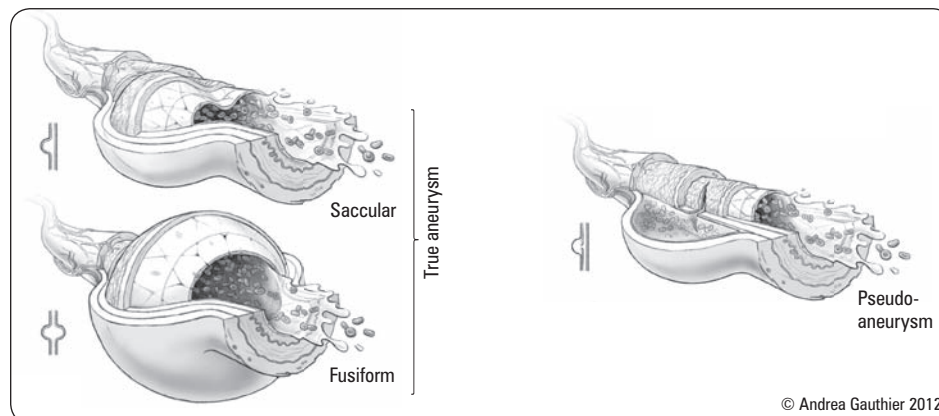 Saccular
Fusiform
True aneurysm
Pseudo-
aneurysm
© Andrea Gauthier 2012